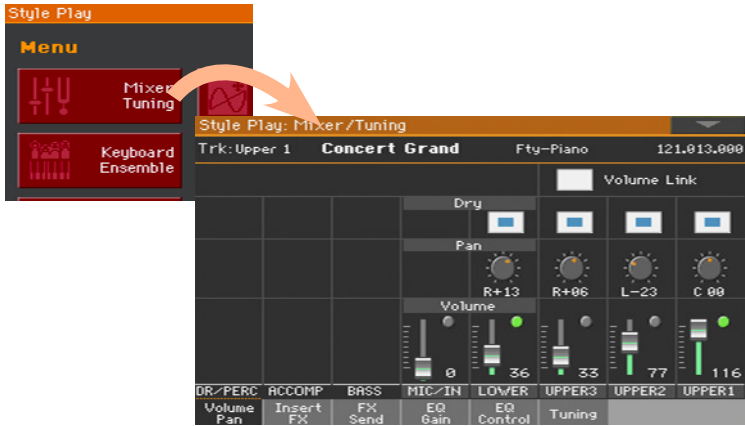 Style Play
Menu
Mixer
Tuning
Keyboard
Ensemble
Style Play: Mixer/Tuning
Trk:Upper 1 Concert Grand Fty-Piano 121.013.000
Volume Link
Dry
Pan
R+13 R+06 L-23 C 00
Volume
0 36 33 77 116
DR/PERC ACCOMP BASS MIC/IN LOWER UPPER3 UPPER2 UPPER1
Volume Pan Insert FX FX Send EQ Gain EQ Control Tuning